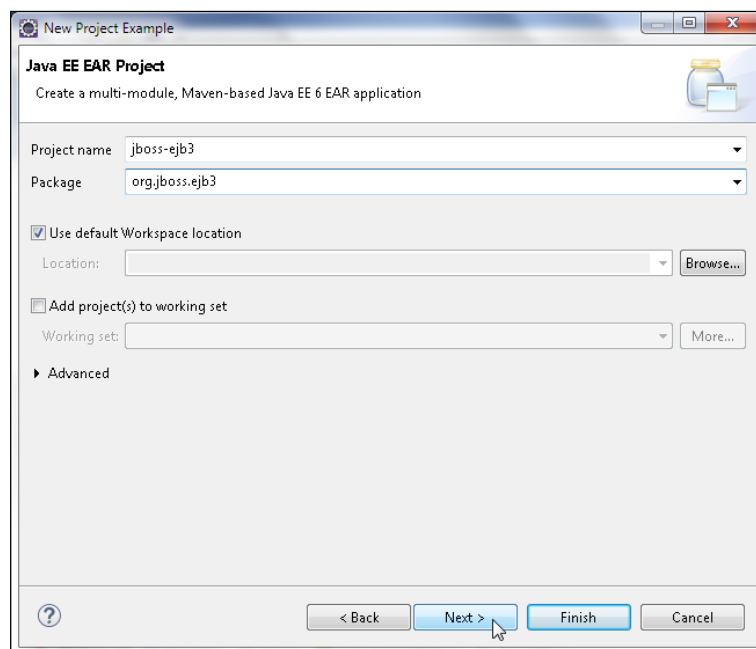 New Project Example
Java EE EAR Project
Create a multi-module, Maven-based Java EE 6 EAR application
Project name jboss-ejb3
Package org.jboss.ejb3
Use default Workspace location
Location: Browse...
Add project(s) to working set
Working set: More...
Advanced
? < Back Next > Finish Cancel